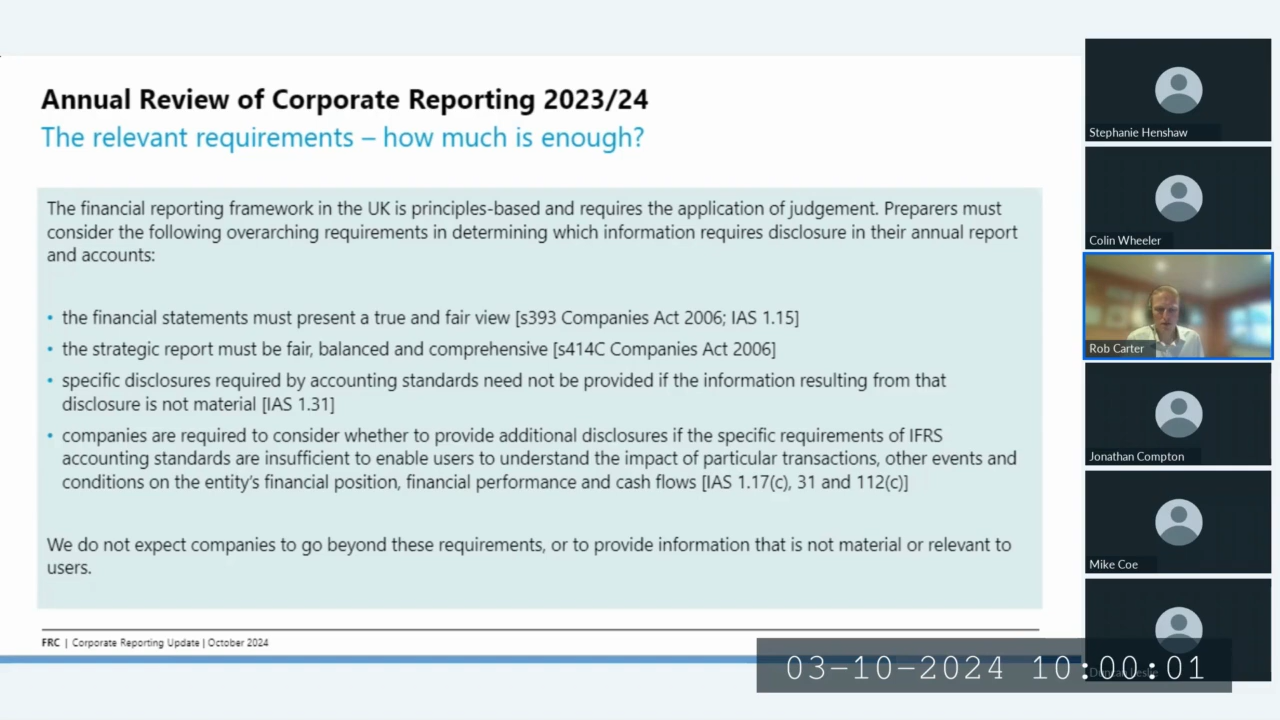 Annual Review of Corporate Reporting 2023/24
The relevant requirements – how much is enough?
The financial reporting framework in the UK is principles-based and requires the application of judgement. Preparers must
consider the following overarching requirements in determining which information requires disclosure in their annual report
and accounts:
• the financial statements must present a true and fair view [s393 Companies Act 2006; IAS 1.15]
• the strategic report must be fair, balanced and comprehensive [s414C Companies Act 2006]
• specific disclosures required by accounting standards need not be provided if the information resulting from that
disclosure is not material [IAS 1.31]
• companies are required to consider whether to provide additional disclosures if the specific requirements of IFRS
accounting standards are insufficient to enable users to understand the impact of particular transactions, other events and
conditions on the entity's financial position, financial performance and cash flows [IAS 1.17(c), 31 and 112(c)]
We do not expect companies to go beyond these requirements, or to provide information that is not material or relevant to
users.
FRC | Corporate Reporting Update | October 2024
Stephanie Henshaw
Colin Wheeler
Rob Carter
Jonathan Compton
Mike Coe
03-10-2024 10:00:01